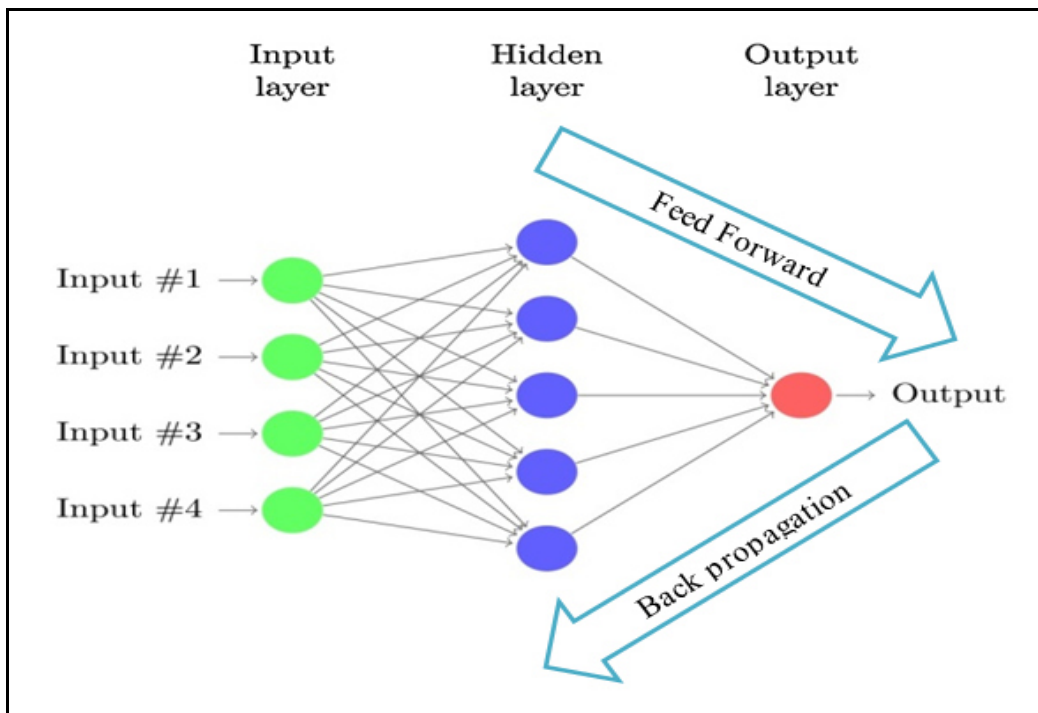 Input
layer
Hidden
layer
Output
layer
Feed Forward
Input #1
Input #2
Input #3
Input #4
Output
Back propagation